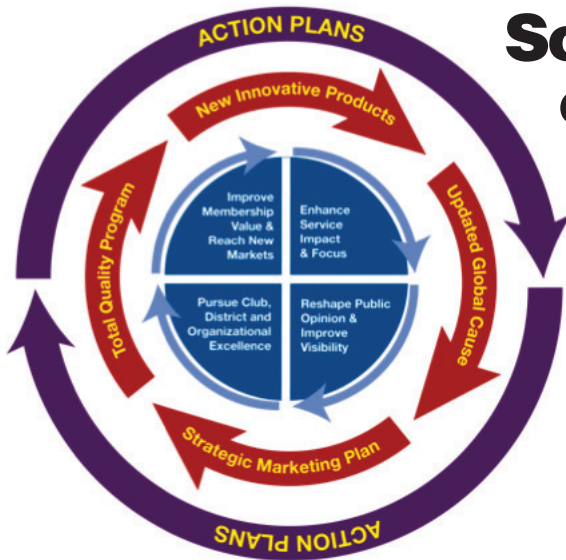 ACTION PLANS
New Innovative Products
Updated Global Cause
Strategic Marketing Plan
Total Quality Program
Improve
Membership
Value &
Reach New
Markets
Enhance
Service
Impact
& Focus
Pursue Club,
District and
Organizational
Excellence
Reshape Public
Opinion &
Improve
Visibility
ACTION PLANS